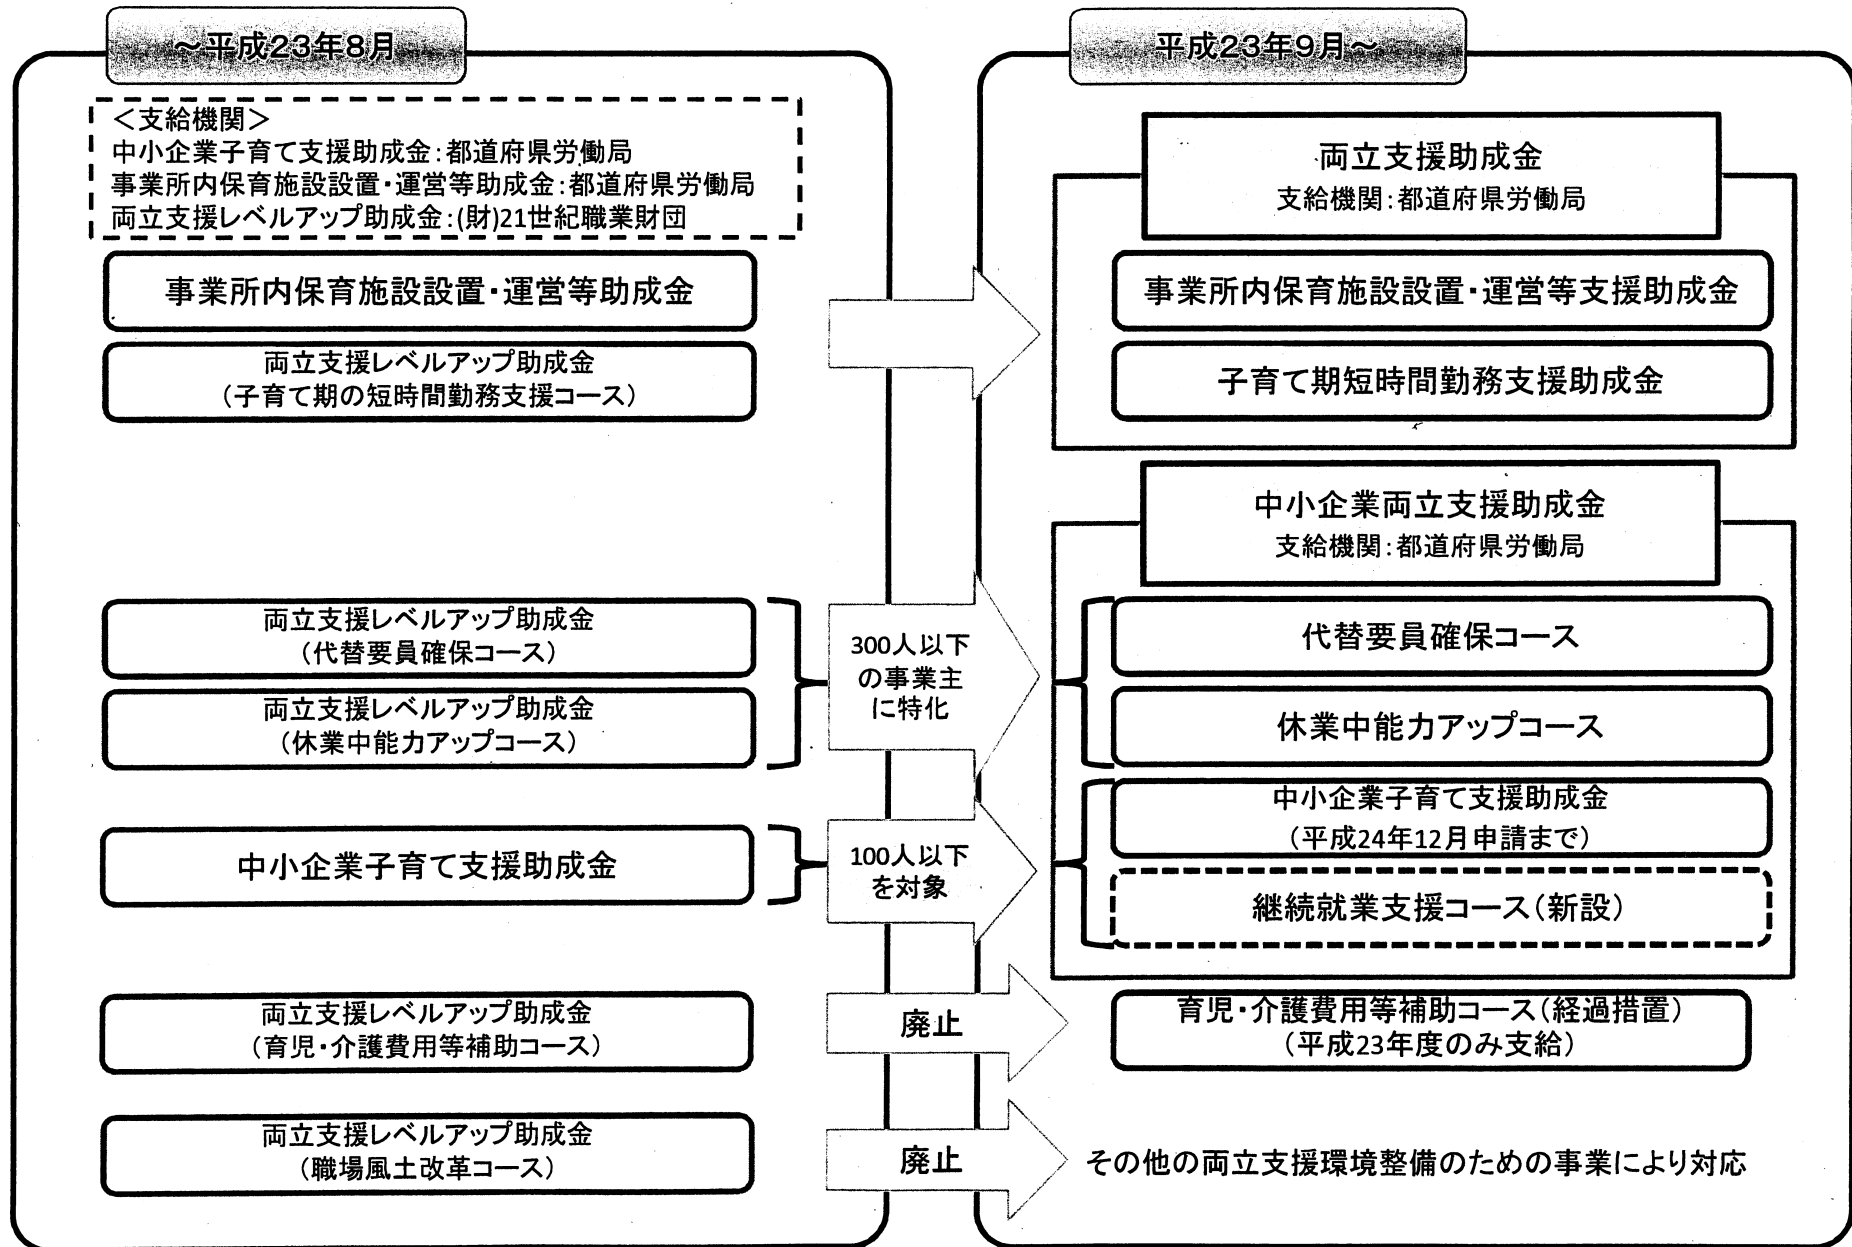 ～平成23年8月
＜支給機関＞
中小企業子育て支援助成金：都道府県労働局
事業所内保育施設設置・運営等助成金：都道府県労働局
両立支援レベルアップ助成金：(財)21世紀職業財団
事業所内保育施設設置・運営等助成金
両立支援レベルアップ助成金
（子育て期の短時間勤務支援コース）
両立支援レベルアップ助成金
（代替要員確保コース）
両立支援レベルアップ助成金
（休業中能力アップコース）
中小企業子育て支援助成金
両立支援レベルアップ助成金
（育児・介護費用等補助コース）
両立支援レベルアップ助成金
（職場風土改革コース）
300人以下
の事業主
に特化
100人以下
を対象
廃止
廃止
平成23年9月～
両立支援助成金
支給機関：都道府県労働局
事業所内保育施設設置・運営等支援助成金
子育て期短時間勤務支援助成金
中小企業両立支援助成金
支給機関：都道府県労働局
代替要員確保コース
休業中能力アップコース
中小企業子育て支援助成金
（平成24年12月申請まで）
継続就業支援コース（新設）
育児・介護費用等補助コース（経過措置）
（平成23年度のみ支給）
その他の両立支援環境整備のための事業により対応